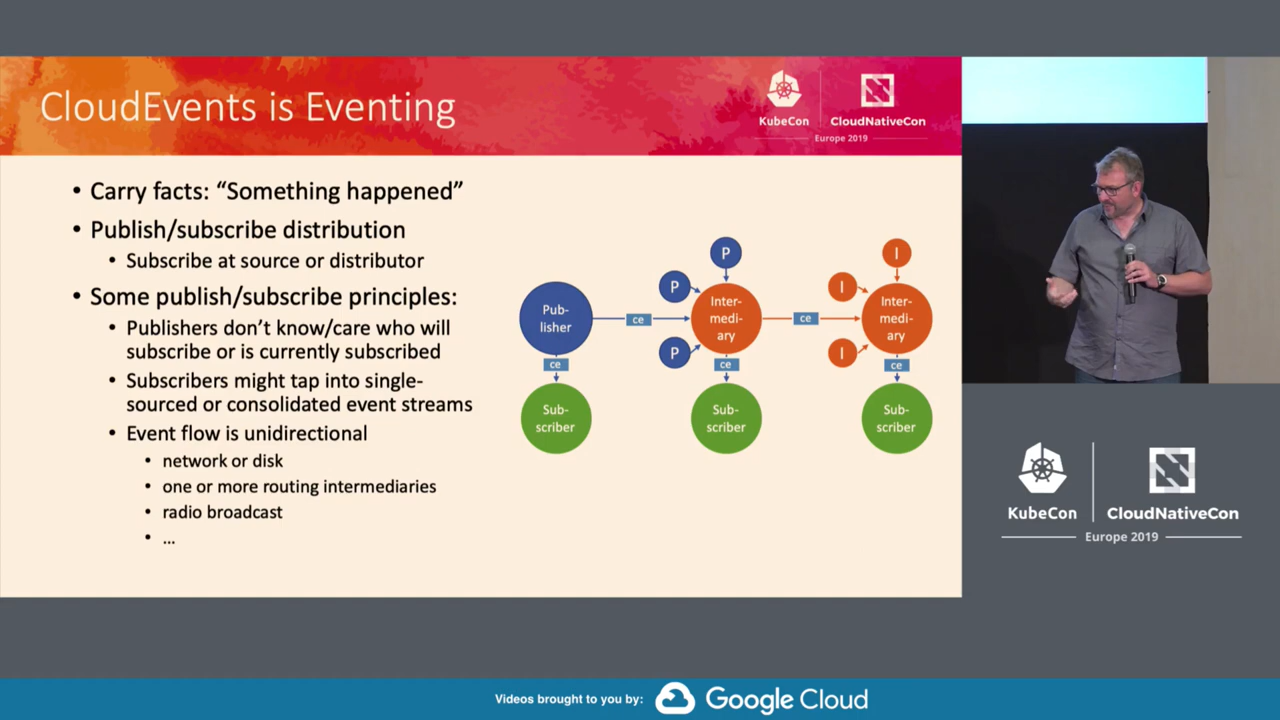 CloudEvents is Eventing
KubeCon
CloudNativeCon
Europe 2019
• Carry facts: “Something happened”
• Publish/subscribe distribution
• Subscribe at source or distributor
• Some publish/subscribe principles:
• Publishers don’t know/care who will
subscribe or is currently subscribed
• Subscribers might tap into single-
sourced or consolidated event streams
• Event flow is unidirectional
• network or disk
• one or more routing intermediaries
• radio broadcast
• ...
P
I
P
I
Pub-
lisher
ce
Inter-
medi-
ary
ce
Inter-
medi-
ary
P
I
ce
ce
ce
Sub-
scriber
Sub-
scriber
Sub-
scriber
KubeCon
CloudNativeCon
Europe 2019
Videos brought to you by:
Google Cloud